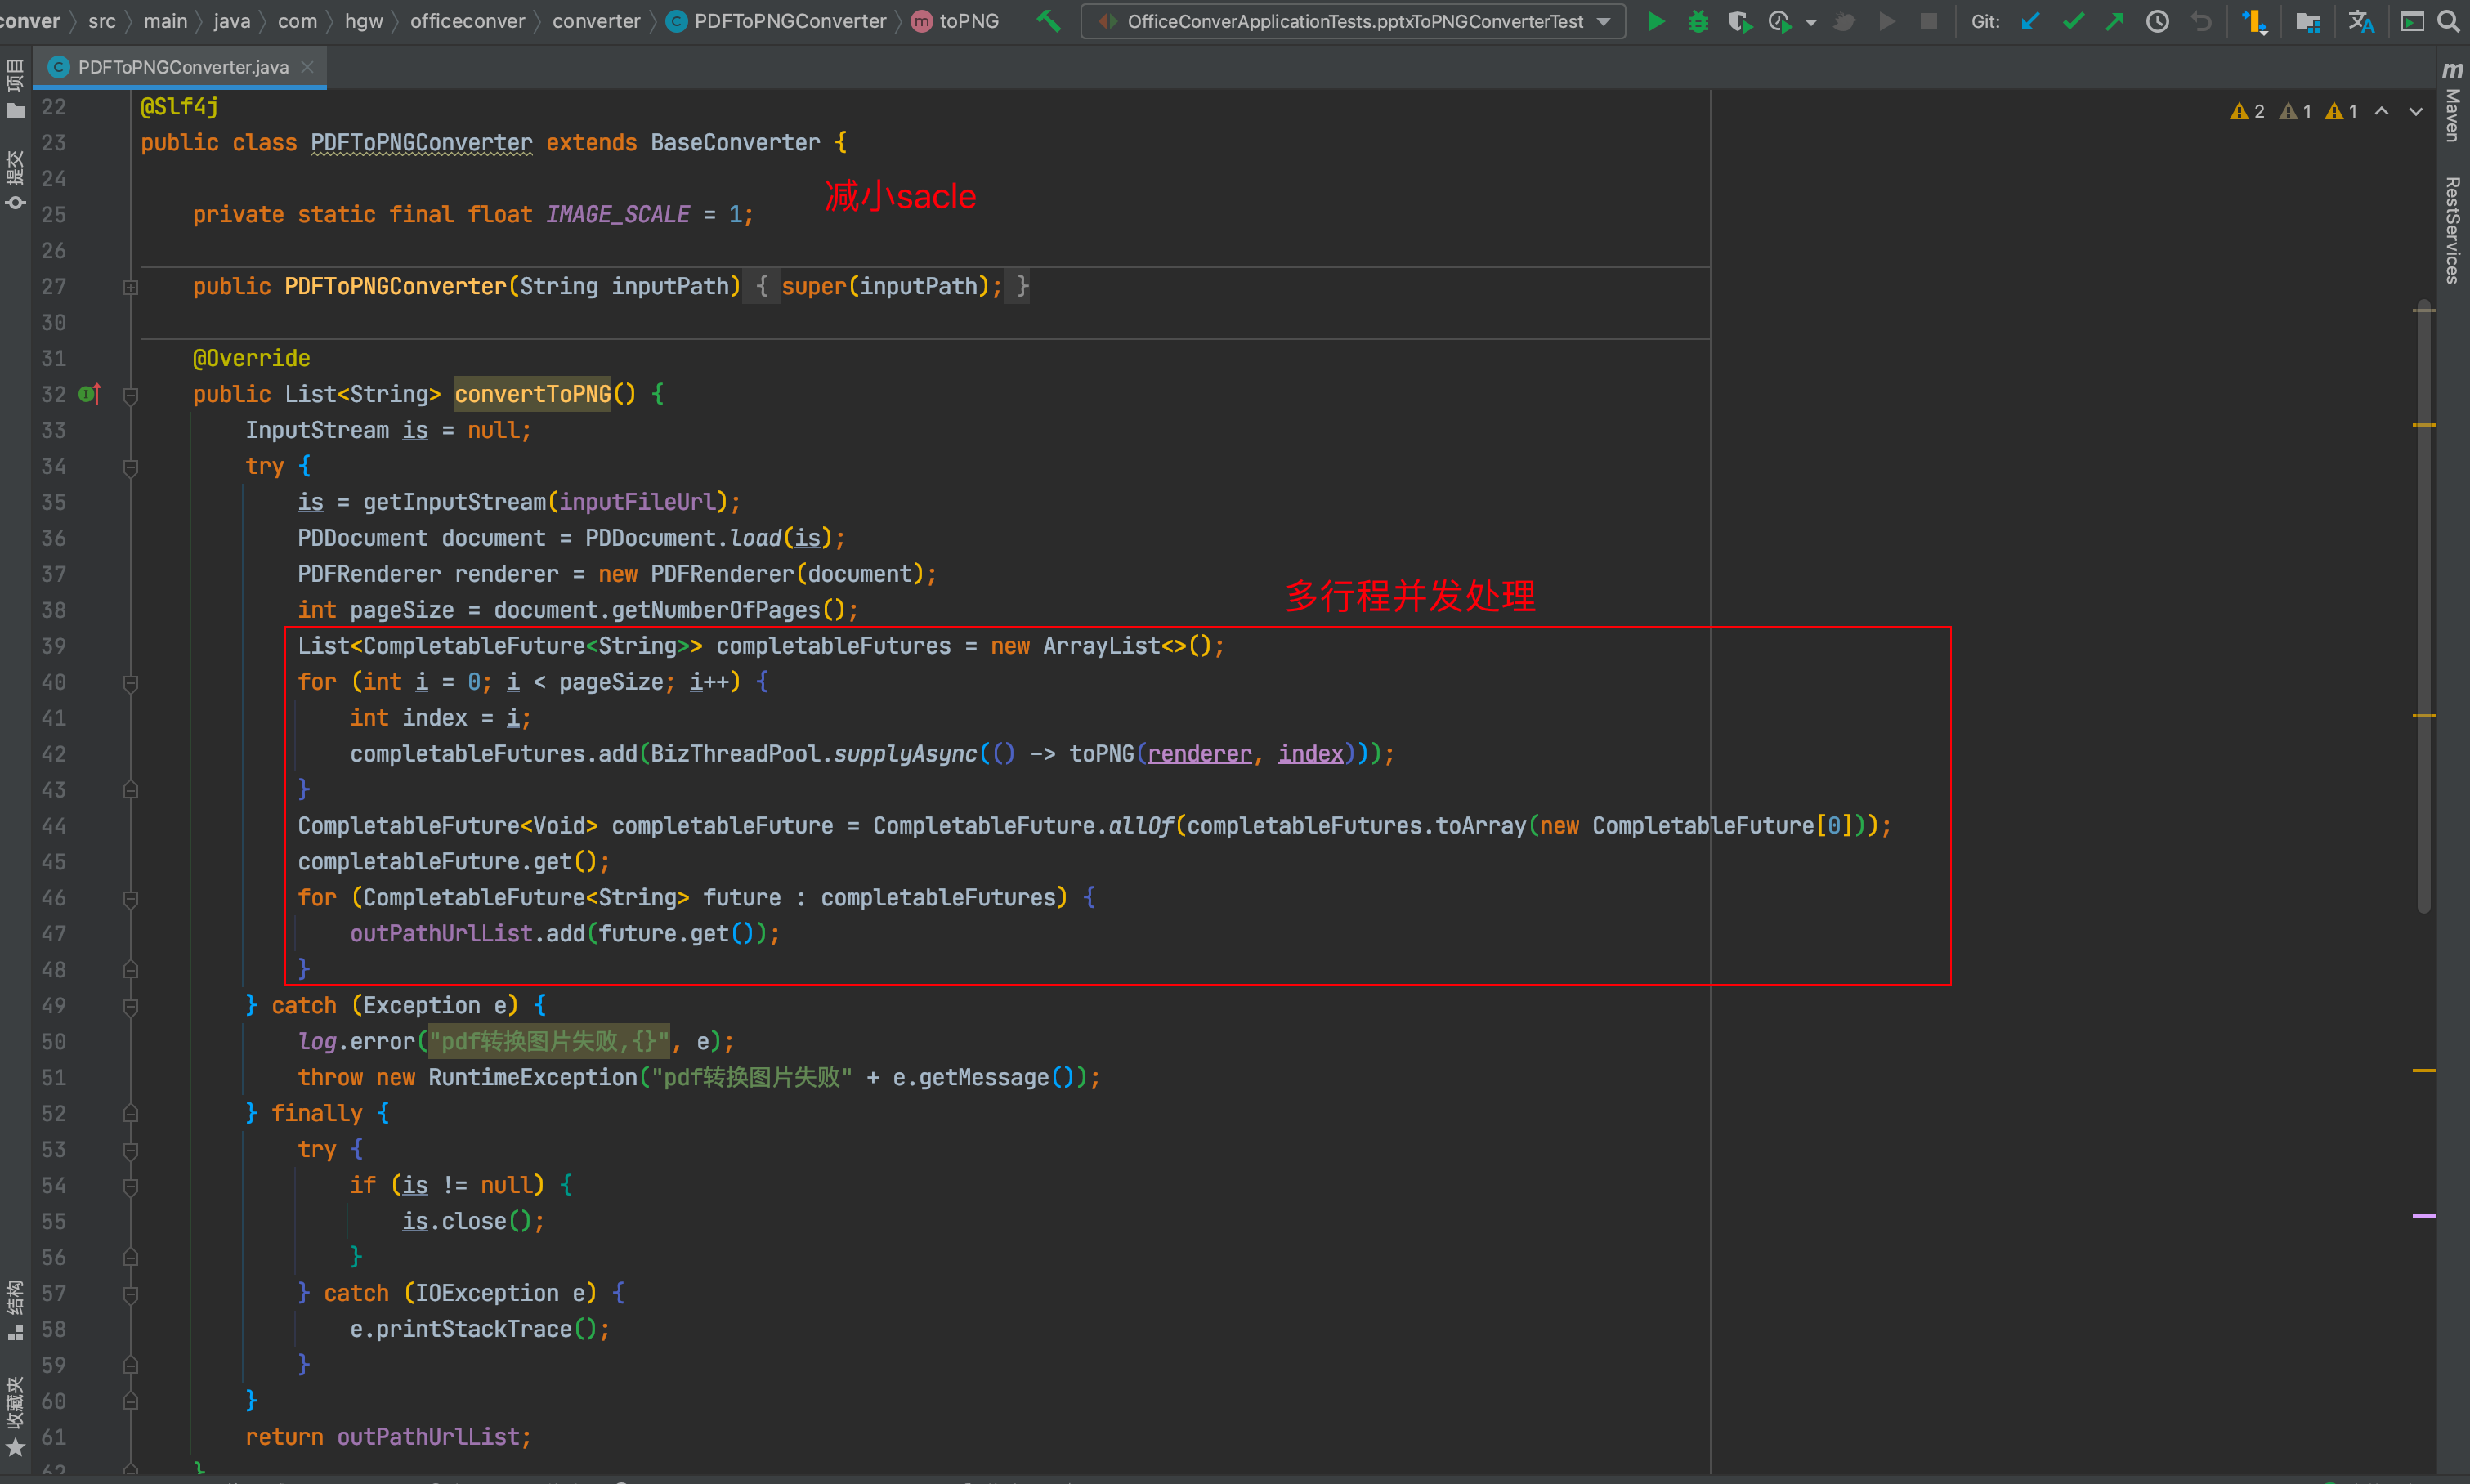 conver > src > main > java > com > hgw > officeconver > converter > PDFToPNGConverter > toPNG OfficeConverApplicationTests.pptxToPNGConverterTest Git:
PDFToPNGConverter.java
项目
提交
结构
收藏夹
Maven
RestServices
2 1 1
22 @Slf4j
23 public class PDFToPNGConverter extends BaseConverter {
24
减小sacle
25 private static final float IMAGE_SCALE = 1;
26
27 public PDFToPNGConverter(String inputPath) { super(inputPath); }
30
31 @Override
32 public List<String> convertToPNG() {
33 InputStream is = null;
34 try {
35 is = getInputStream(inputFileUrl);
36 PDDocument document = PDDocument.load(is);
37 PDFRenderer renderer = new PDFRenderer(document);
多行程并发处理
38 int pageSize = document.getNumberOfPages();
39 List<CompletableFuture<String>> completableFutures = new ArrayList<>();
40 for (int i = 0; i < pageSize; i++) {
41 int index = i;
42 completableFutures.add(BizThreadPool.supplyAsync(() -> toPNG(renderer, index)));
43 }
44 CompletableFuture<Void> completableFuture = CompletableFuture.allOf(completableFutures.toArray(new CompletableFuture[0]));
45 completableFuture.get();
46 for (CompletableFuture<String> future : completableFutures) {
47 outPathUrlList.add(future.get());
48 }
49 } catch (Exception e) {
50 log.error("pdf转换图片失败,{}", e);
51 throw new RuntimeException("pdf转换图片失败" + e.getMessage());
52 } finally {
53 try {
54 if (is != null) {
55 is.close();
56 }
57 } catch (IOException e) {
58 e.printStackTrace();
59 }
60 }
61 return outPathUrlList;
62 }